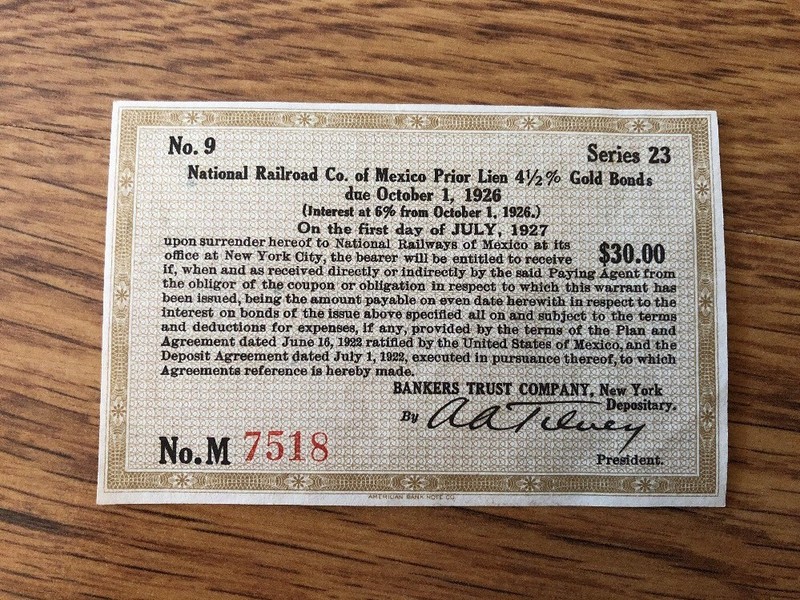 No. 9
Series 23
National Railroad Co. of Mexico Prior Lien 4½% Gold Bonds
due October 1, 1926
(Interest at 6% from October 1, 1926.)
On the first day of JULY, 1927
upon surrender hereof to National Railways of Mexico at its
office at New York City, the bearer will be entitled to receive
$30.00
if, when and as received directly or indirectly by the said Paying Agent from
the obligor of the coupon or obligation in respect to which this warrant has
been issued, being the amount payable on even date herewith in respect to the
interest on bonds of the issue above specified all on and subject to the terms
and deductions for expenses, if any, provided by the terms of the Plan and
Agreement dated June 16, 1922 ratified by the United States of Mexico, and the
Deposit Agreement dated July 1, 1922, executed in pursuance thereof, to which
Agreements reference is hereby made.
BANKERS TRUST COMPANY, New York
Depositary.
By A A Tilney
President.
No. M 7518
AMERICAN BANK NOTE CO.